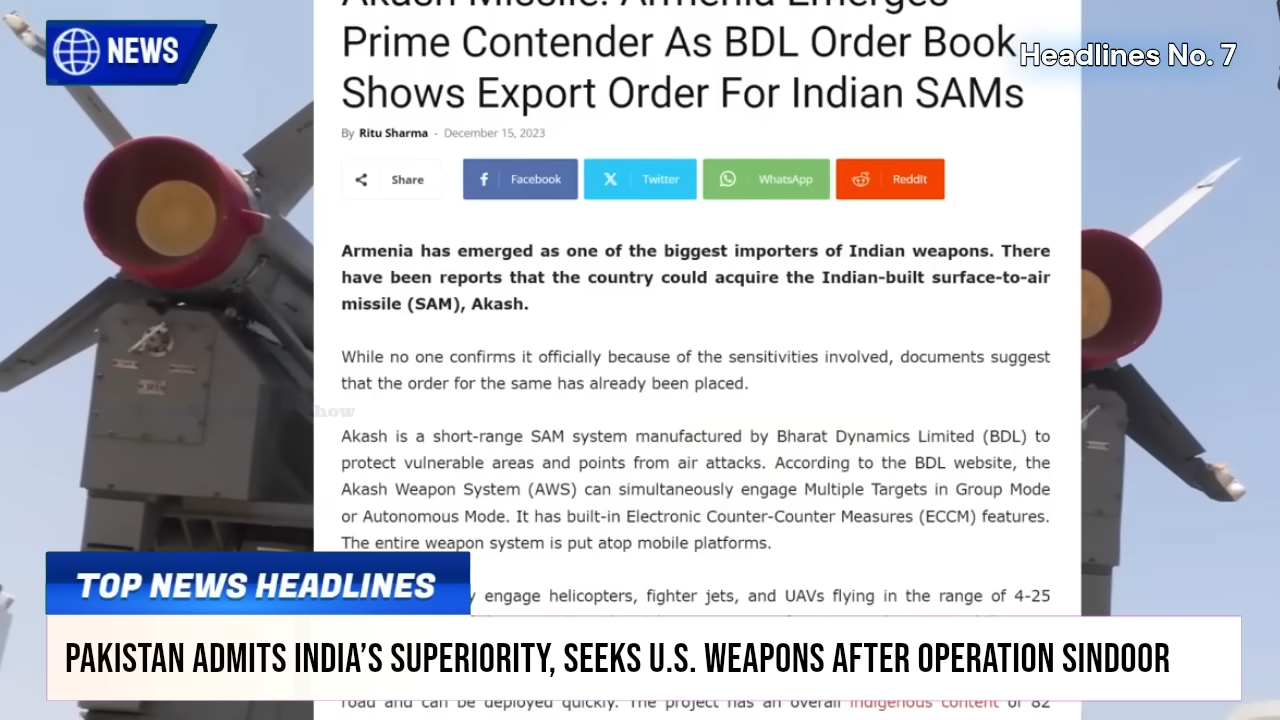 NEWS
Headlines No. 7
Akash Missile: Armenia Emerges
Prime Contender As BDL Order Book
Shows Export Order For Indian SAMs
By Ritu Sharma - December 15, 2023
Share Facebook Twitter WhatsApp ReddIt
Armenia has emerged as one of the biggest importers of Indian weapons. There
have been reports that the country could acquire the Indian-built surface-to-air
missile (SAM), Akash.
While no one confirms it officially because of the sensitivities involved, documents suggest
that the order for the same has already been placed.
how
Akash is a short-range SAM system manufactured by Bharat Dynamics Limited (BDL) to
protect vulnerable areas and points from air attacks. According to the BDL website, the
Akash Weapon System (AWS) can simultaneously engage Multiple Targets in Group Mode
or Autonomous Mode. It has built-in Electronic Counter-Counter Measures (ECCM) features.
The entire weapon system is put atop mobile platforms.
TOP NEWS HEADLINES
engage helicopters, fighter jets, and UAVs flying in the range of 4-25
PAKISTAN ADMITS INDIA'S SUPERIORITY, SEEKS U.S. WEAPONS AFTER OPERATION SINDOOR
road and can be deployed quickly. The project has an overall indigenous content of 82